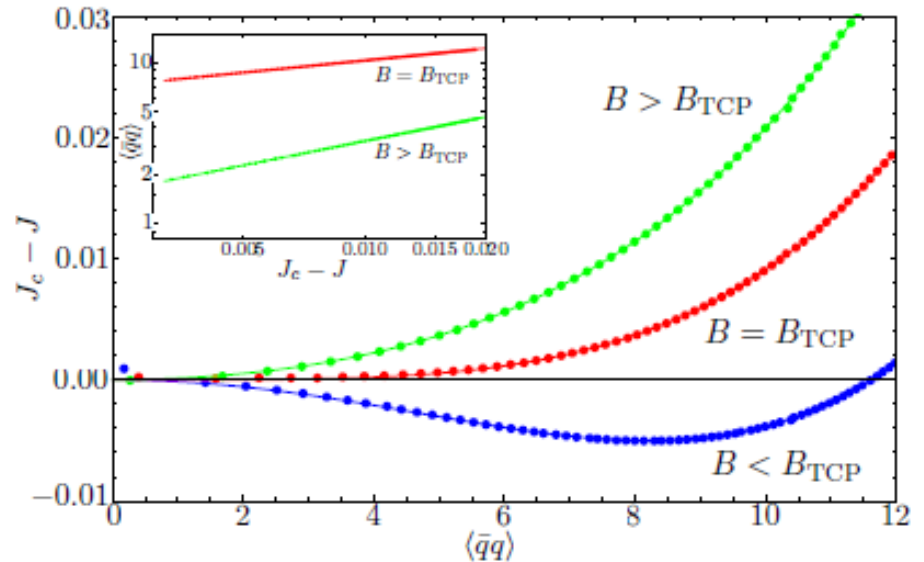 0.03
0.02
0.01
0.00
−0.01
J_c − J
0 2 4 6 8 10 12
⟨q̄q⟩
B > B_TCP
B = B_TCP
B < B_TCP
10
5
2
1
⟨q̄q⟩
B = B_TCP
B > B_TCP
0.005 0.010 0.015 0.020
J_c − J